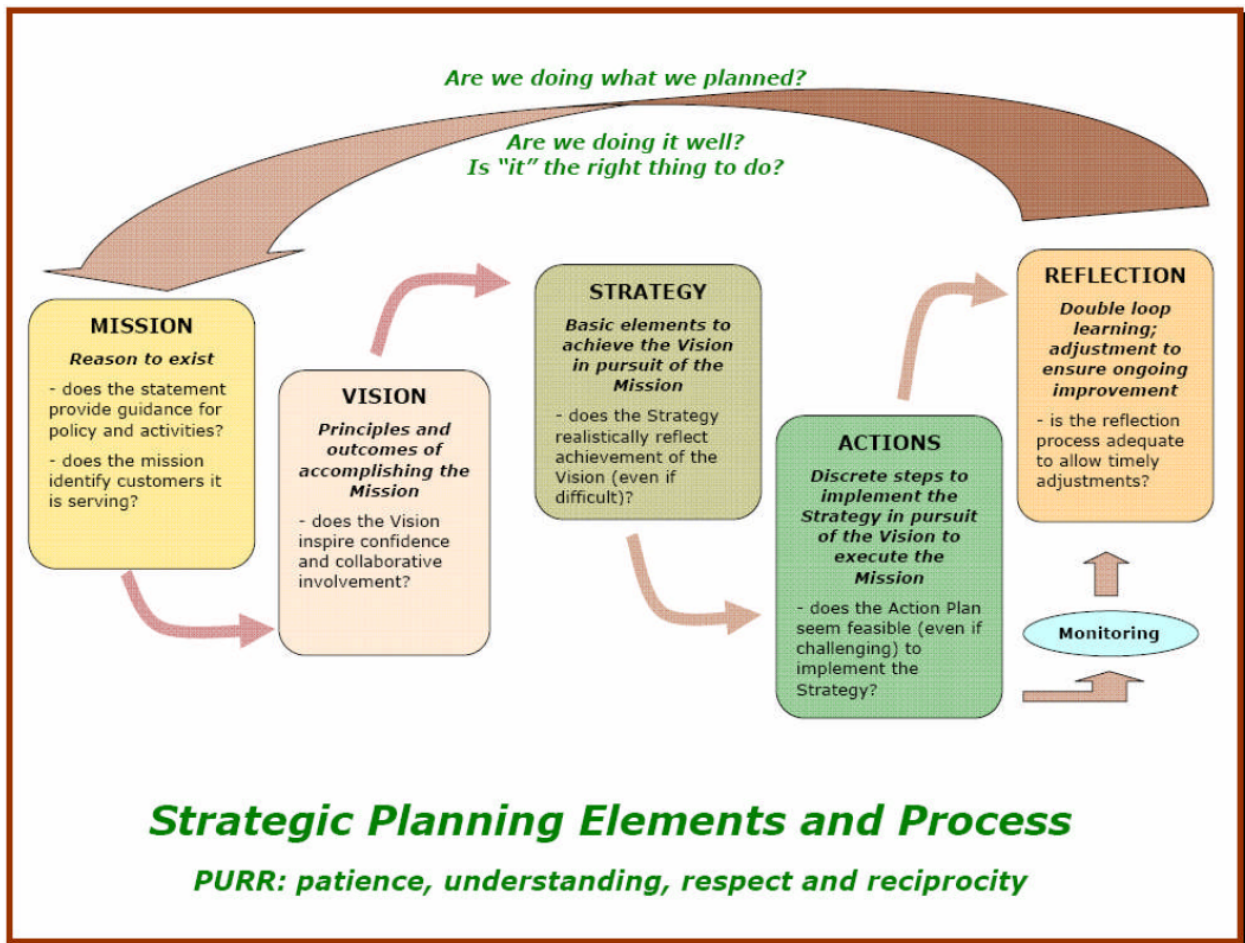 Are we doing what we planned?
Are we doing it well?
Is “it” the right thing to do?
MISSION
Reason to exist
- does the statement
provide guidance for
policy and activities?
- does the mission
identify customers it
is serving?
VISION
Principles and
outcomes of
accomplishing the
Mission
- does the Vision
inspire confidence
and collaborative
involvement?
STRATEGY
Basic elements to
achieve the Vision
in pursuit of the
Mission
- does the Strategy
realistically reflect
achievement of the
Vision (even if
difficult)?
ACTIONS
Discrete steps to
implement the
Strategy in pursuit
of the Vision to
execute the
Mission
- does the Action Plan
seem feasible (even if
challenging) to
implement the
Strategy?
REFLECTION
Double loop
learning;
adjustment to
ensure ongoing
improvement
- is the reflection
process adequate
to allow timely
adjustments?
Monitoring
Strategic Planning Elements and Process
PURR: patience, understanding, respect and reciprocity